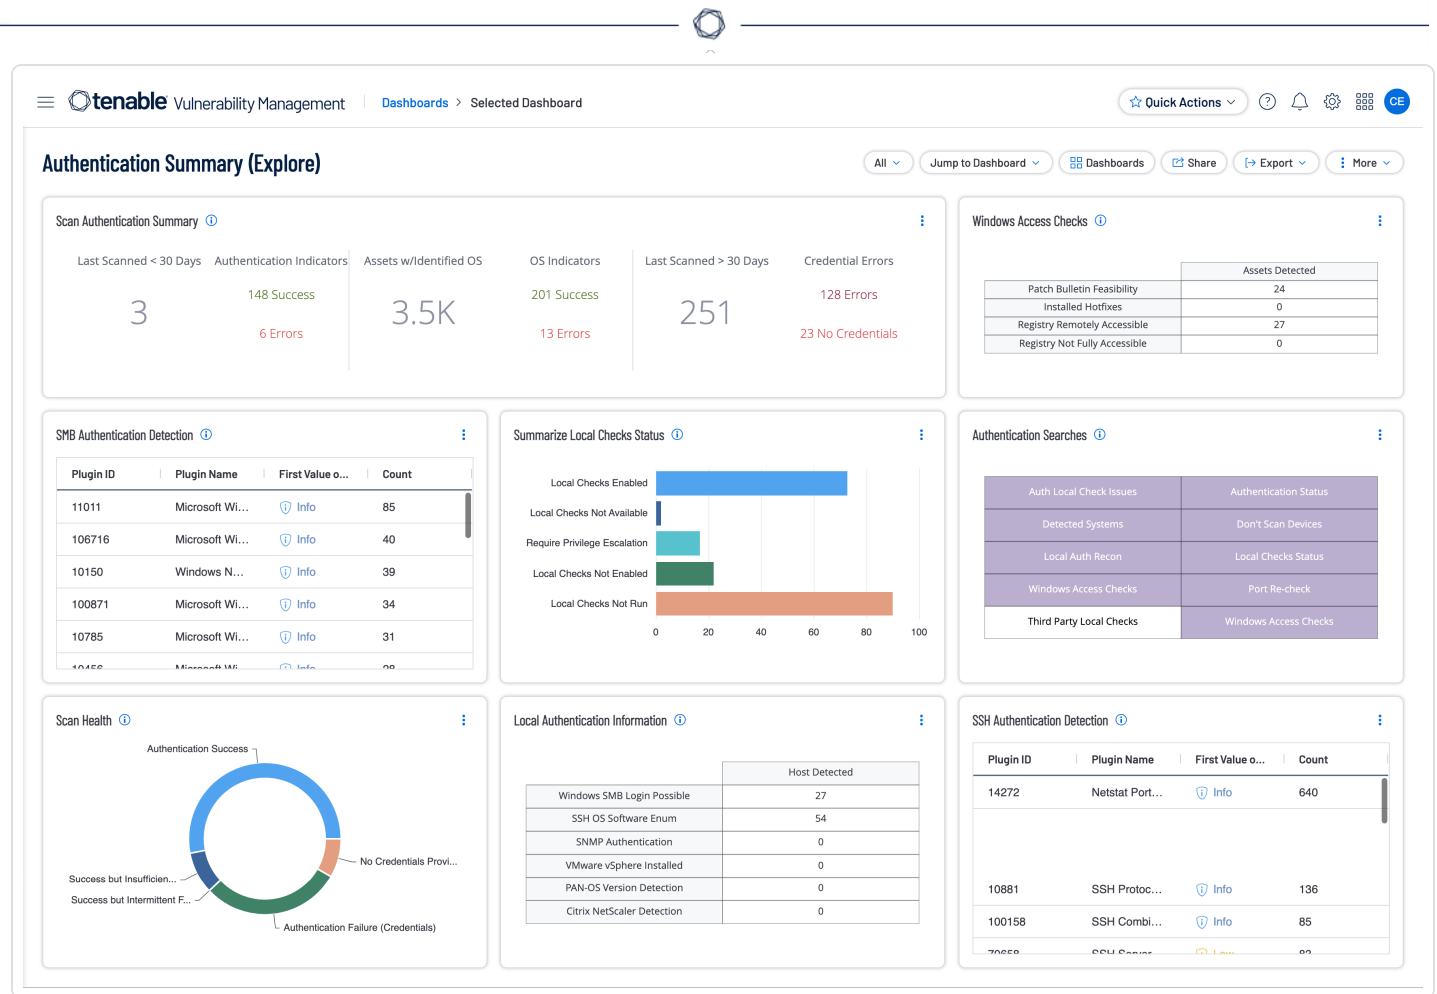 tenable Vulnerability Management Dashboards > Selected Dashboard Quick Actions CE
Authentication Summary (Explore) All Jump to Dashboard Dashboards Share Export More
Scan Authentication Summary
Last Scanned < 30 Days Authentication Indicators Assets w/Identified OS OS Indicators Last Scanned > 30 Days Credential Errors
3 148 Success 3.5K 201 Success 251 128 Errors
6 Errors 13 Errors 23 No Credentials
Windows Access Checks
Assets Detected
Patch Bulletin Feasibility 24
Installed Hotfixes 0
Registry Remotely Accessible 27
Registry Not Fully Accessible 0
SMB Authentication Detection
Plugin ID Plugin Name First Value o... Count
11011 Microsoft Wi... Info 85
106716 Microsoft Wi... Info 40
10150 Windows N... Info 39
100871 Microsoft Wi... Info 34
10785 Microsoft Wi... Info 31
Summarize Local Checks Status
Local Checks Enabled
Local Checks Not Available
Require Privilege Escalation
Local Checks Not Enabled
Local Checks Not Run
0 20 40 60 80 100
Authentication Searches
Auth Local Check Issues Authentication Status
Detected Systems Don't Scan Devices
Local Auth Recon Local Checks Status
Windows Access Checks Port Re-check
Third Party Local Checks Windows Access Checks
Scan Health
Authentication Success
No Credentials Provi...
Success but Insufficien...
Success but Intermittent F...
Authentication Failure (Credentials)
Local Authentication Information
Host Detected
Windows SMB Login Possible 27
SSH OS Software Enum 54
SNMP Authentication 0
VMware vSphere Installed 0
PAN-OS Version Detection 0
Citrix NetScaler Detection 0
SSH Authentication Detection
Plugin ID Plugin Name First Value o... Count
14272 Netstat Port... Info 640
10881 SSH Protoc... Info 136
100158 SSH Combi... Info 85